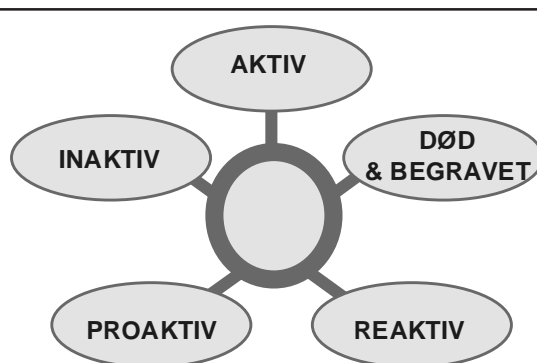 AKTIV
INAKTIV
DØD
& BEGRAVET
PROAKTIV
REAKTIV